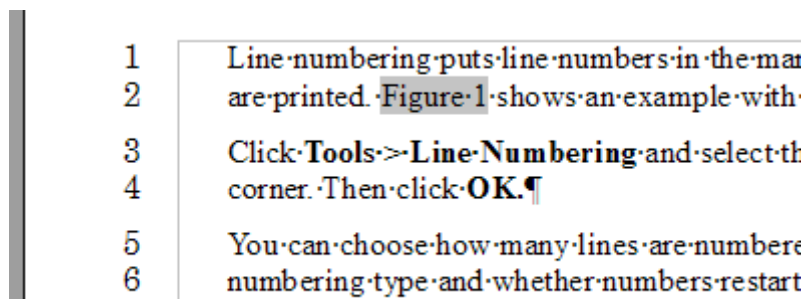 1 Line numbering puts line numbers in the mar
2 are printed. Figure 1 shows an example with
3 Click Tools > Line Numbering and select th
4 corner. Then click OK.¶
5 You can choose how many lines are numbere
6 numbering type and whether numbers restart